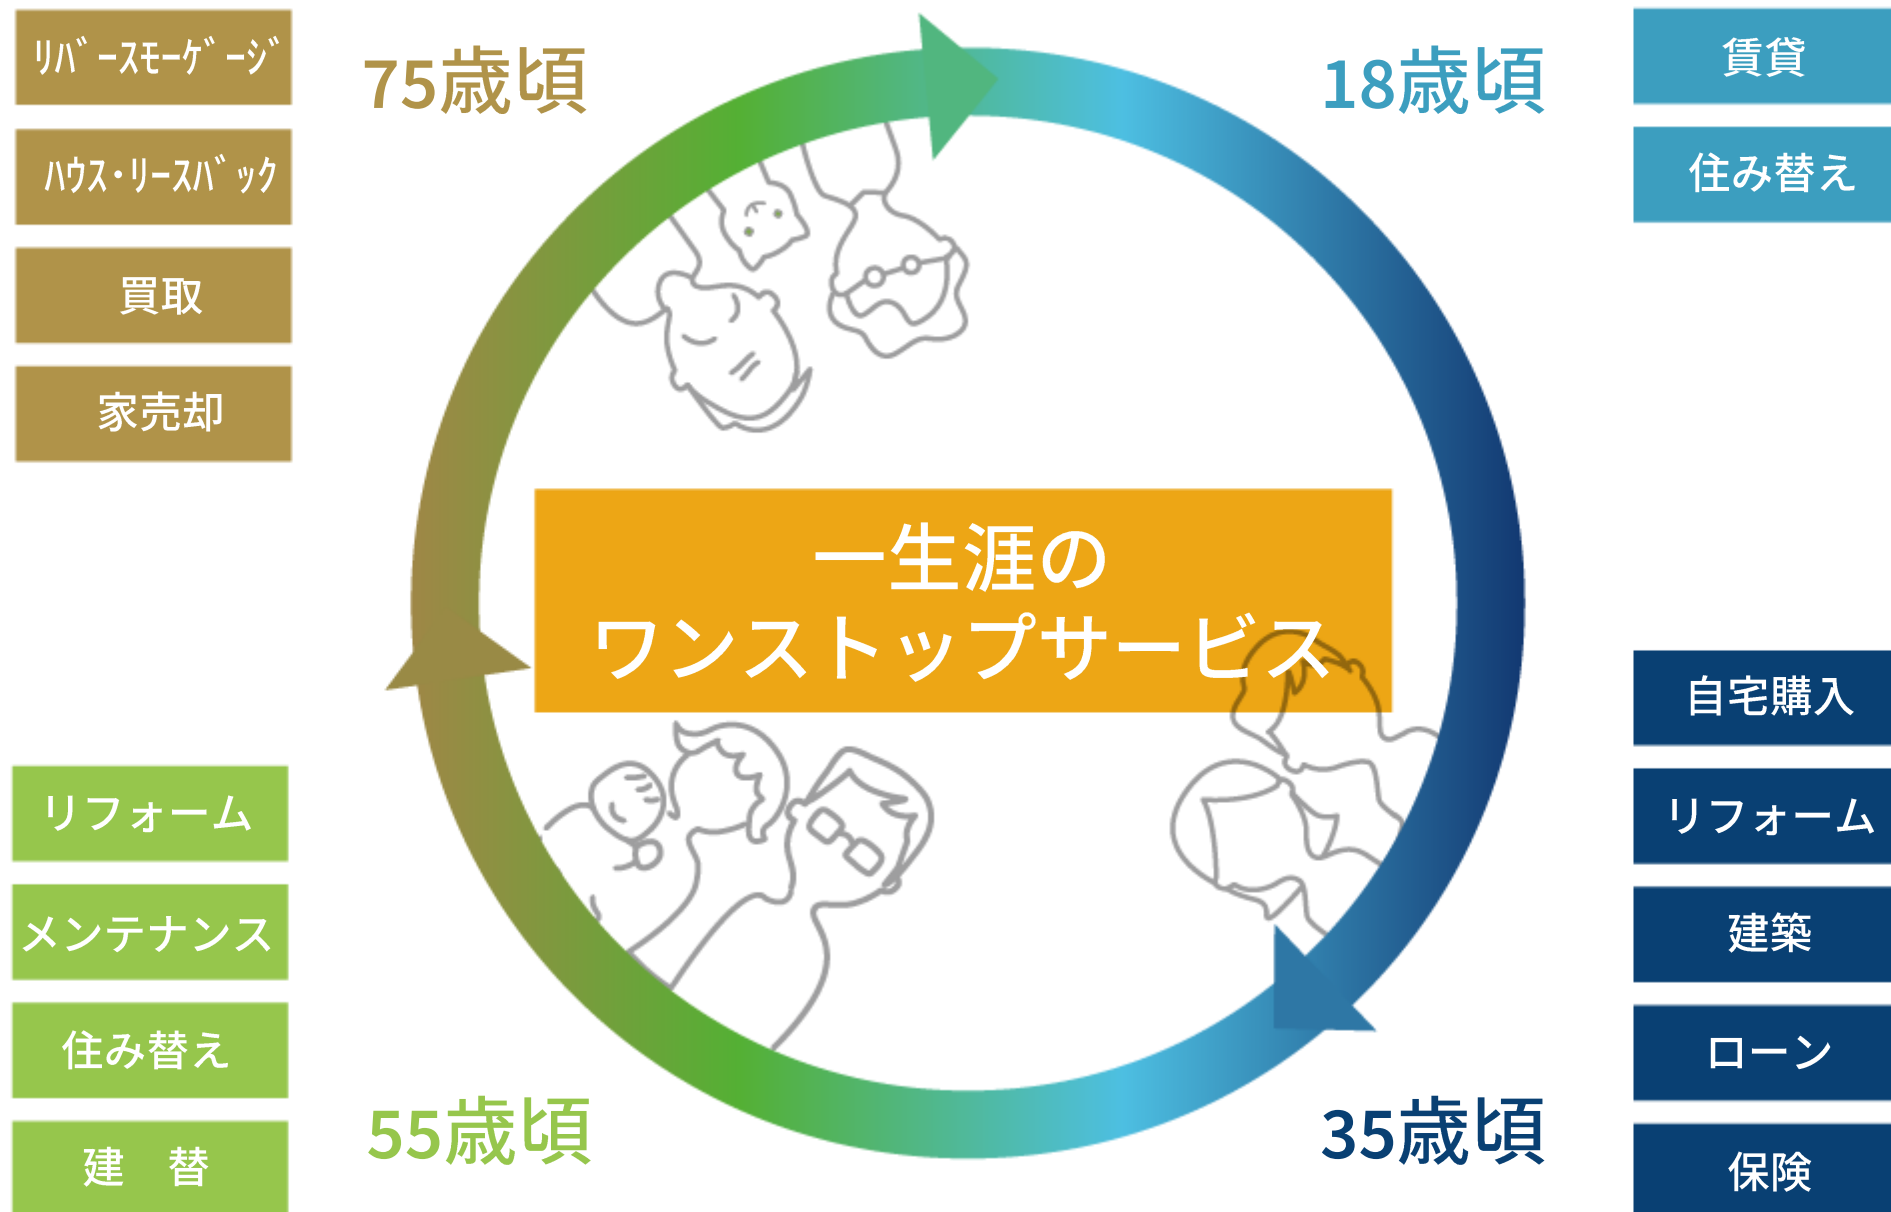 ﾘﾊﾞｰｽﾓｰｹﾞｰｼﾞ
ﾊｳｽ・ﾘｰｽﾊﾞｯｸ
買取
家売却
75歳頃
18歳頃
賃貸
住み替え
一生涯の
ワンストップサービス
リフォーム
メンテナンス
住み替え
建　替
55歳頃
35歳頃
自宅購入
リフォーム
建築
ローン
保険